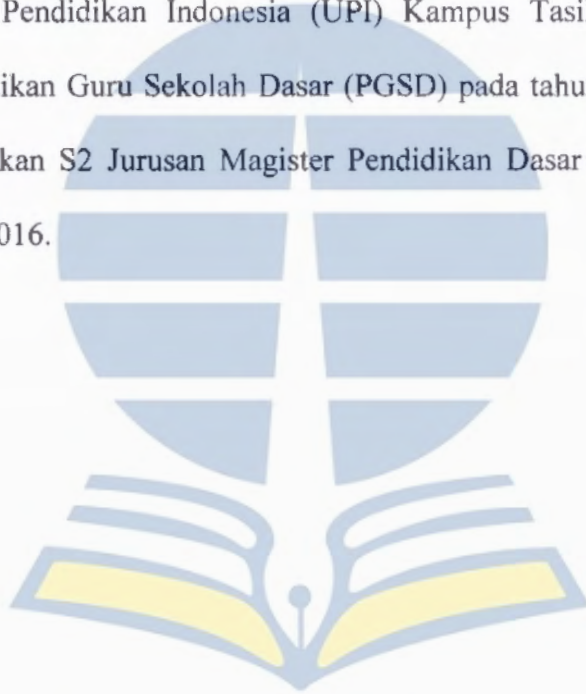 Pendidikan Indonesia (UPI) Kampus Tasi
ikan Guru Sekolah Dasar (PGSD) pada tahu
kan S2 Jurusan Magister Pendidikan Dasar
016.